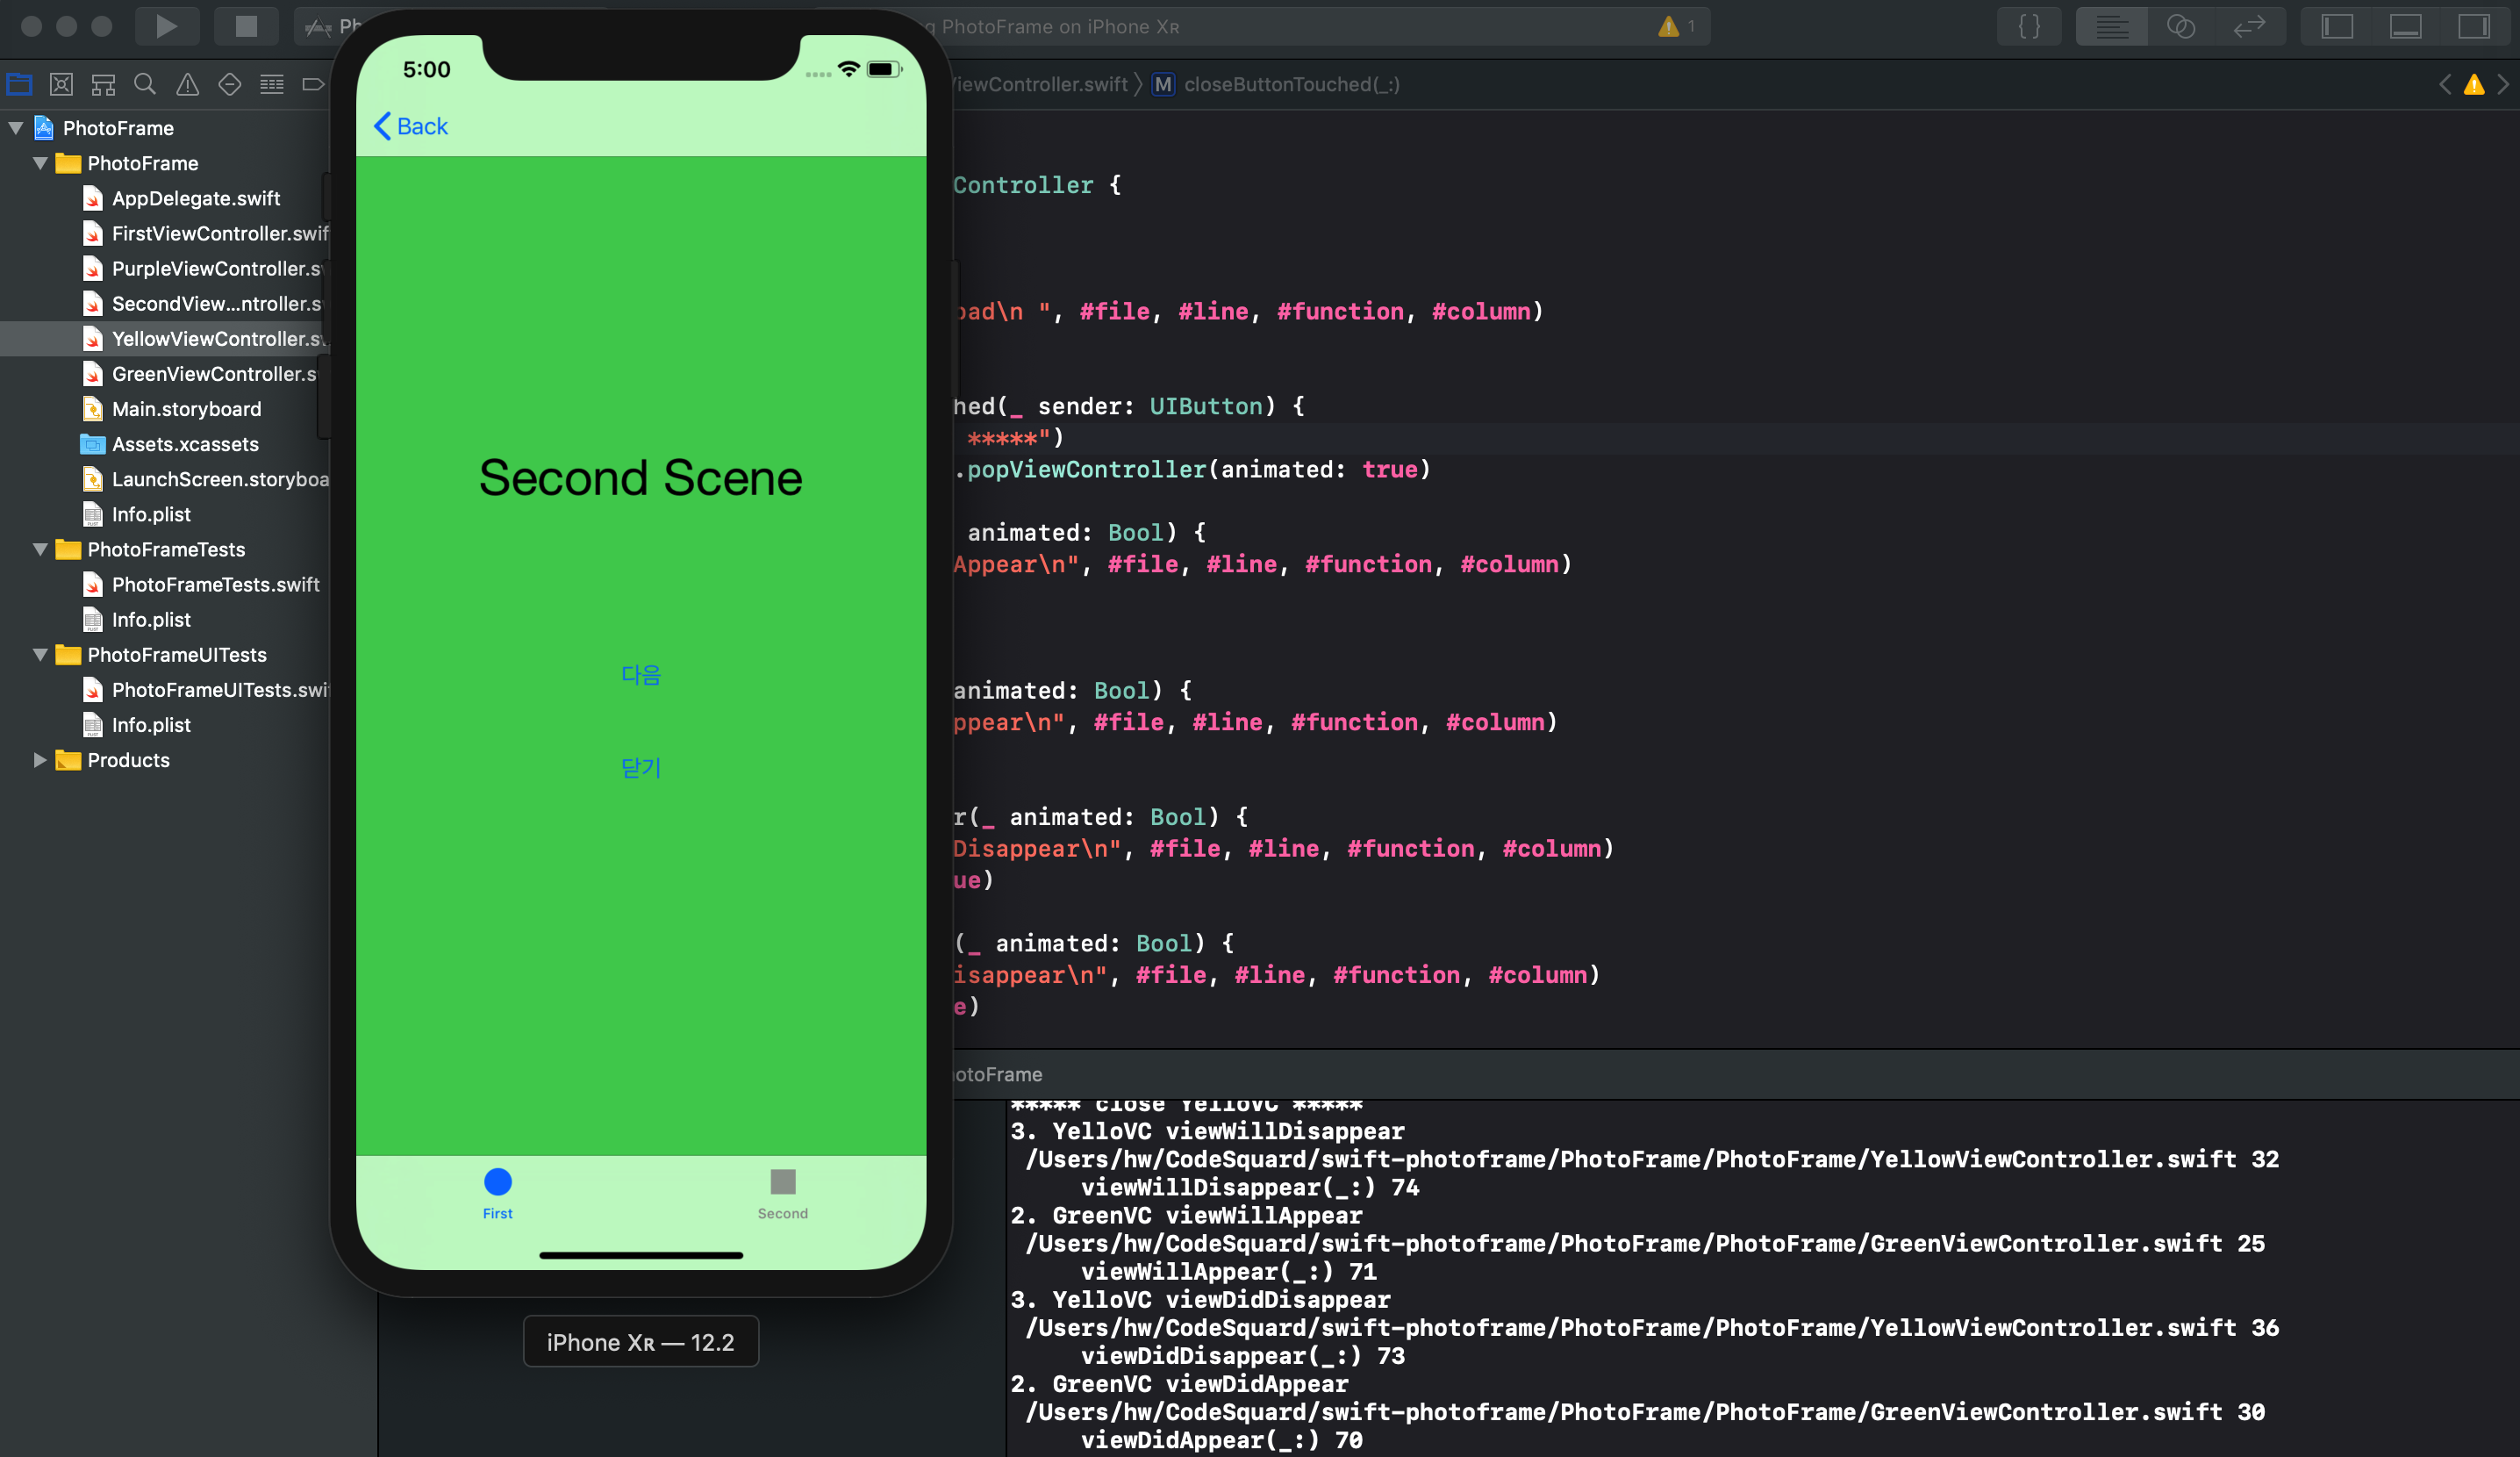 PhotoFrame on iPhone Xʀ
1
ViewController.swift
M closeButtonTouched(_:)
PhotoFrame
PhotoFrame
AppDelegate.swift
FirstViewController.swif
PurpleViewController.s
SecondView...ntroller.s
YellowViewController.s
GreenViewController.s
Main.storyboard
Assets.xcassets
LaunchScreen.storyboa
Info.plist
PhotoFrameTests
PhotoFrameTests.swift
Info.plist
PhotoFrameUITests
PhotoFrameUITests.swi
Info.plist
Products
5:00
Back
Second Scene
다음
닫기
First
Second
iPhone Xʀ — 12.2
Controller {
oad\n ", #file, #line, #function, #column)
hed(_ sender: UIButton) {
*****")
.popViewController(animated: true)
animated: Bool) {
Appear\n", #file, #line, #function, #column)
animated: Bool) {
ppear\n", #file, #line, #function, #column)
r(_ animated: Bool) {
Disappear\n", #file, #line, #function, #column)
ue)
(_ animated: Bool) {
isappear\n", #file, #line, #function, #column)
e)
otoFrame
***** close YelloVC *****
3. YelloVC viewWillDisappear
/Users/hw/CodeSquard/swift-photoframe/PhotoFrame/PhotoFrame/YellowViewController.swift 32
viewWillDisappear(_:) 74
2. GreenVC viewWillAppear
/Users/hw/CodeSquard/swift-photoframe/PhotoFrame/PhotoFrame/GreenViewController.swift 25
viewWillAppear(_:) 71
3. YelloVC viewDidDisappear
/Users/hw/CodeSquard/swift-photoframe/PhotoFrame/PhotoFrame/YellowViewController.swift 36
viewDidDisappear(_:) 73
2. GreenVC viewDidAppear
/Users/hw/CodeSquard/swift-photoframe/PhotoFrame/PhotoFrame/GreenViewController.swift 30
viewDidAppear(_:) 70